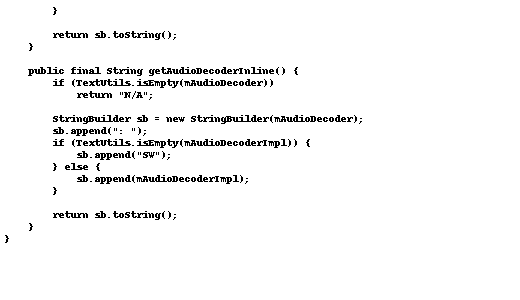 }

        return sb.toString();
    }

    public final String getAudioDecoderInline() {
        if (TextUtils.isEmpty(mAudioDecoder))
            return "N/A";

        StringBuilder sb = new StringBuilder(mAudioDecoder);
        sb.append(": ");
        if (TextUtils.isEmpty(mAudioDecoderImpl)) {
            sb.append("SW");
        } else {
            sb.append(mAudioDecoderImpl);
        }

        return sb.toString();
    }
}